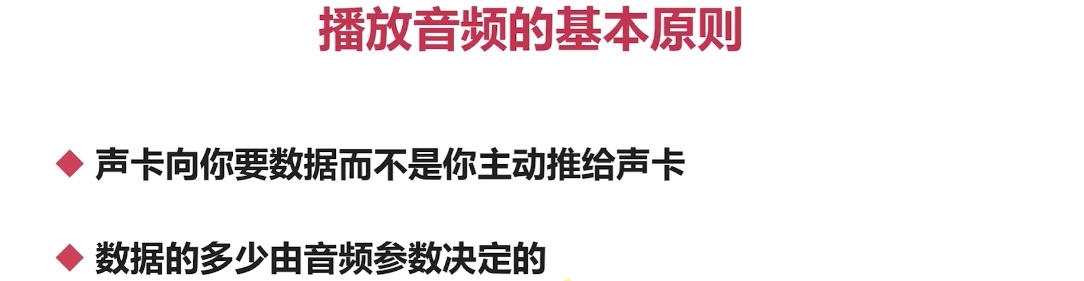 播放音频的基本原则
声卡向你要数据而不是你主动推给声卡
数据的多少由音频参数决定的